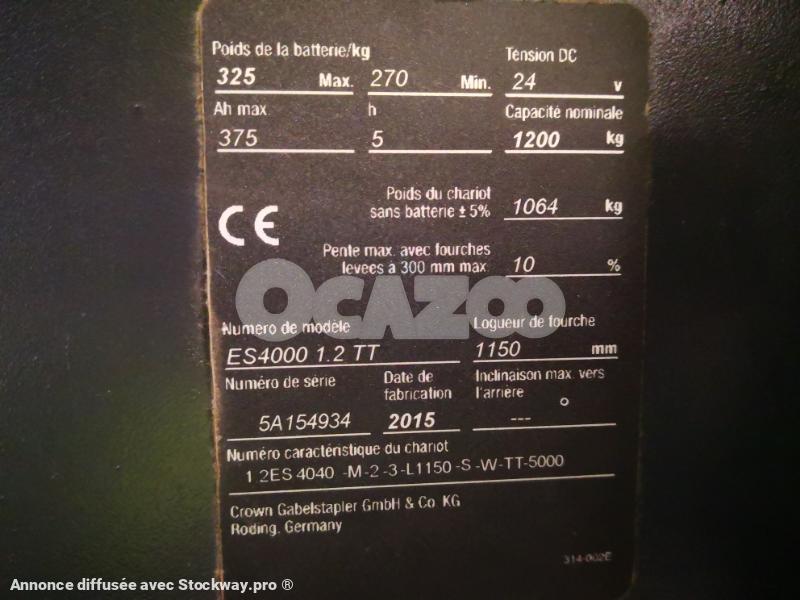 Poids de la batterie/kg
Tension DC
325 Max. 270 Min. 24 v
Ah max. h Capacité nominale
375 5 1200 kg
Poids du chariot
sans batterie ± 5% 1064 kg
CE
Pente max. avec fourches
levees à 300 mm max. 10 %
OCAZOO
Numero de modèle Logueur de fourche
ES4000 1.2 TT 1150 mm
Numéro de série Date de fabrication Inclinaison max. vers l'arrière
5A154934 2015 --- °
Numéro caractéristique du chariot
1.2ES 4040 -M-2-3-L1150-S-W-TT-5000
Crown Gabelstapler GmbH & Co. KG
Roding, Germany
314-002E
Annonce diffusée avec Stockway.pro ®